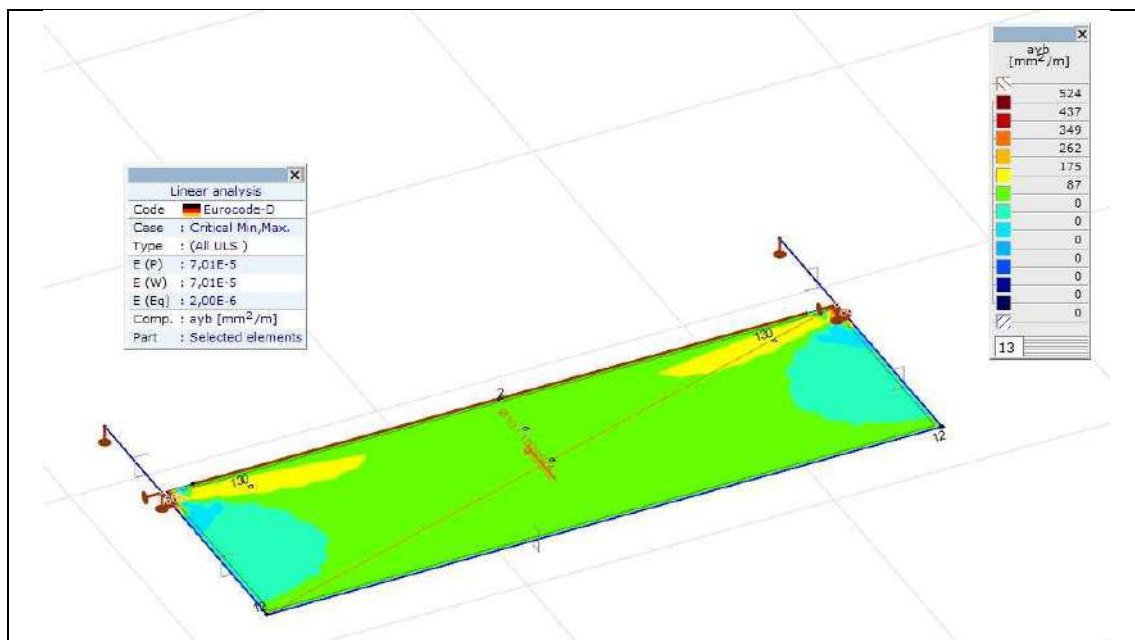 ayb
[mm²/m]
524
437
349
262
175
87
0
0
0
0
0
0
13
Linear analysis
Code Eurocode-D
Case : Critical Min,Max.
Type : (All ULS )
E (P) : 7,01E-5
E (W) : 7,01E-5
E (Eq) : 2,00E-6
Comp. : ayb [mm²/m]
Part : Selected elements
130
2
130
12
12